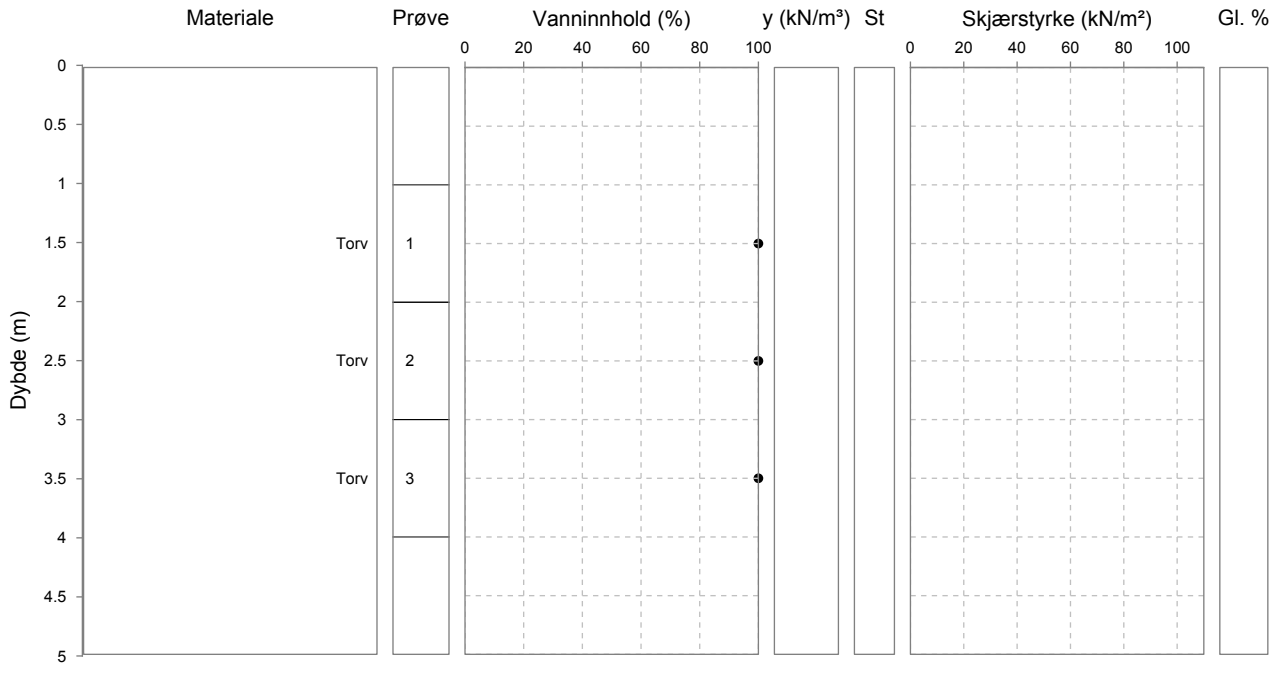 Materiale Prøve Vanninnhold (%) y (kN/m³) St Skjærstyrke (kN/m²) Gl. %
0 20 40 60 80 100 0 20 40 60 80 100
0
0.5
1
Torv 1
1.5
2
Torv 2
2.5
Dybde (m)
3
Torv 3
3.5
4
4.5
5